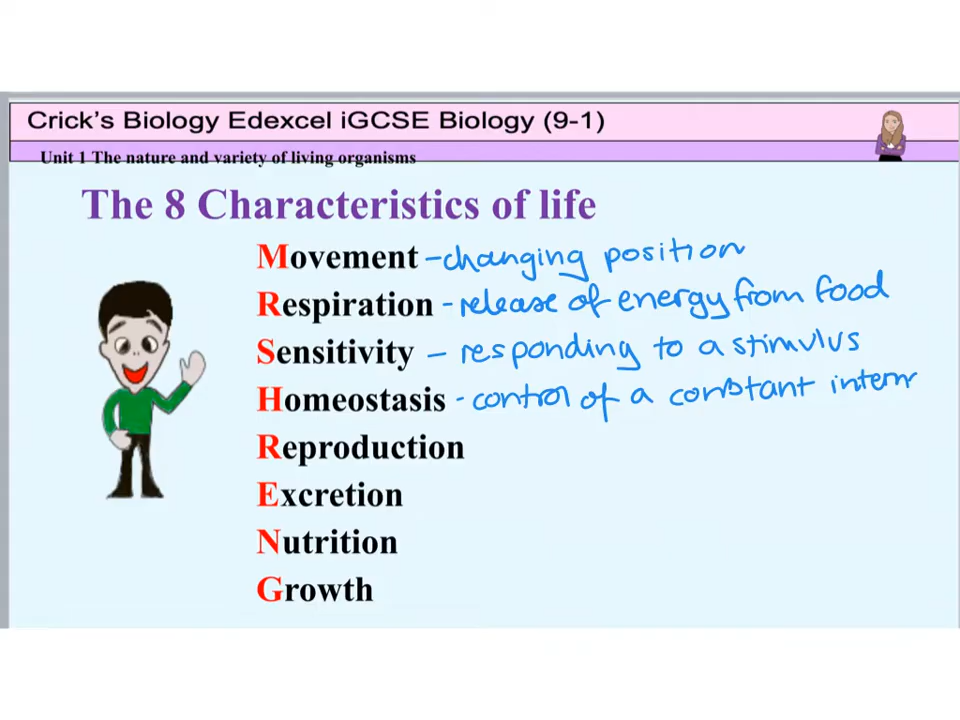 Crick's Biology Edexcel iGCSE Biology (9-1)
Unit 1 The nature and variety of living organisms
The 8 Characteristics of life
Movement - changing position
Respiration - release of energy from food
Sensitivity - responding to a stimulus
Homeostasis - control of a constant intern
Reproduction
Excretion
Nutrition
Growth